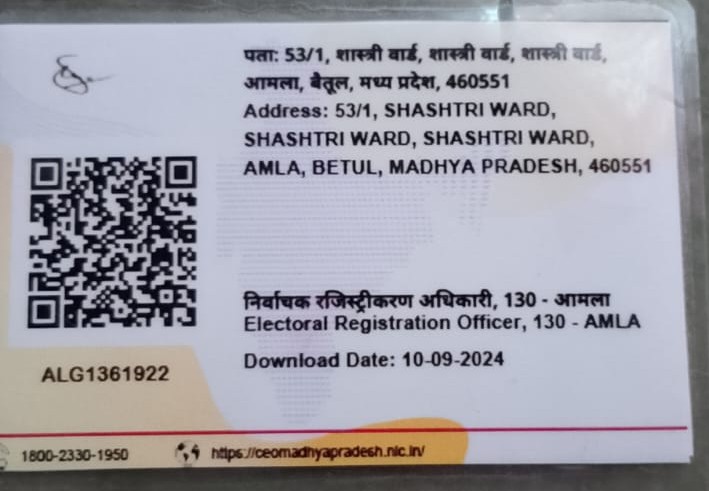 पता: 53/1, शास्त्री वार्ड, शास्त्री वार्ड, शास्त्री वार्ड,
आमला, बैतूल, मध्य प्रदेश, 460551
Address: 53/1, SHASHTRI WARD,
SHASHTRI WARD, SHASHTRI WARD,
AMLA, BETUL, MADHYA PRADESH, 460551
निर्वाचक रजिस्ट्रीकरण अधिकारी, 130 - आमला
Electoral Registration Officer, 130 - AMLA
Download Date: 10-09-2024
ALG1361922
1800-2330-1950 https://ceomadhyapradesh.nic.in/